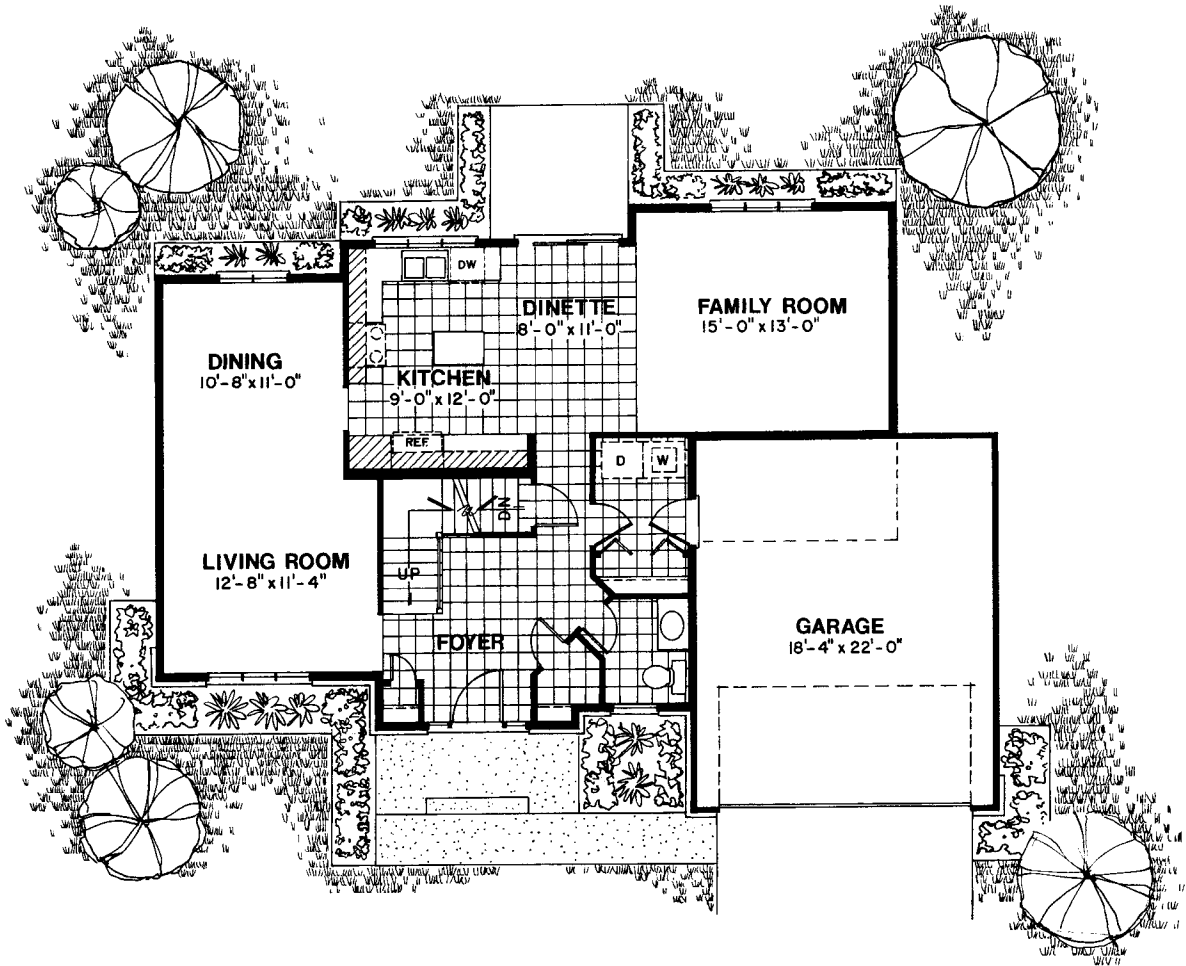 DW
DINETTE
8'-0" x 11'-0"
FAMILY ROOM
15'-0" x 13'-0"
DINING
10'-8" x 11'-0"
KITCHEN
9'-0" x 12'-0"
REF.
D
W
DN
LIVING ROOM
12'-8" x 11'-4"
UP
FOYER
GARAGE
18'-4" x 22'-0"